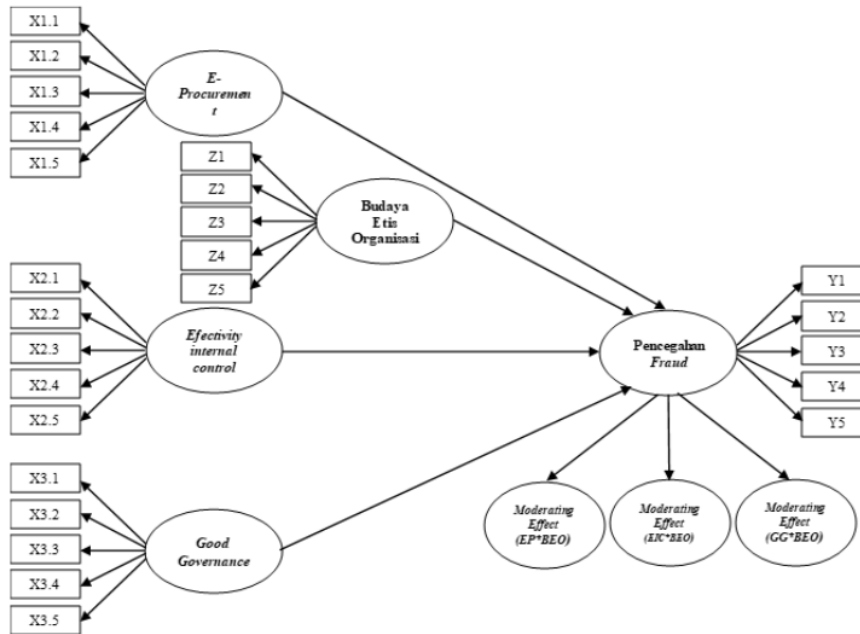 X1.1
X1.2
X1.3
X1.4
X1.5
E-
Procuremen
t
Z1
Z2
Z3
Z4
Z5
Budaya
Etis
Organisasi
X2.1
X2.2
X2.3
X2.4
X2.5
Efectivity
internal
control
Pencegahan
Fraud
Y1
Y2
Y3
Y4
Y5
X3.1
X3.2
X3.3
X3.4
X3.5
Good
Governance
Moderating
Effect
(EP*BEO)
Moderating
Effect
(EIC*BEO)
Moderating
Effect
(GG*BEO)